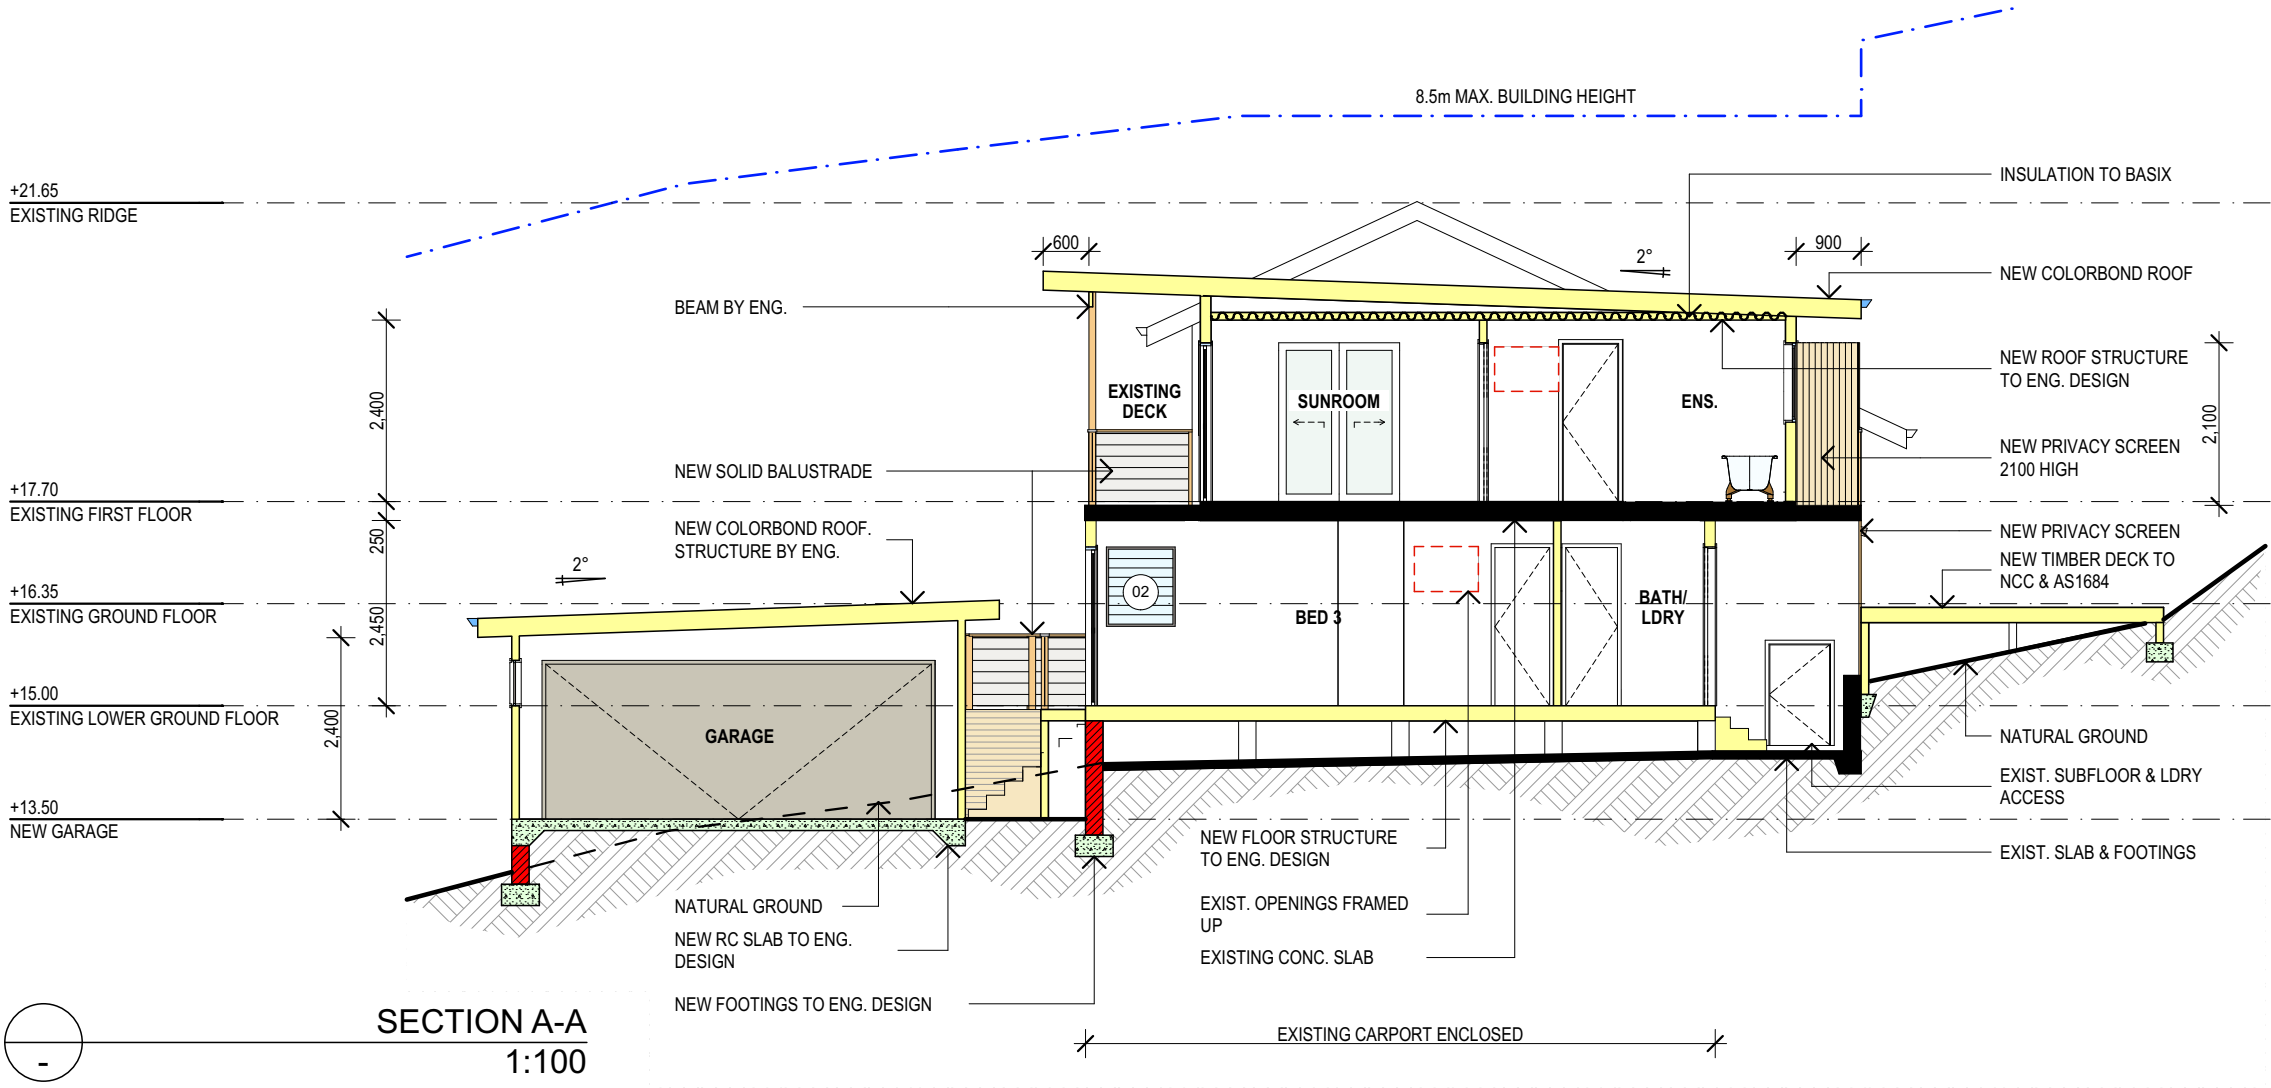 8.5m MAX. BUILDING HEIGHT
+21.65
EXISTING RIDGE
INSULATION TO BASIX
600
2°
900
NEW COLORBOND ROOF
BEAM BY ENG.
NEW ROOF STRUCTURE
TO ENG. DESIGN
2,400
EXISTING
DECK
SUNROOM
ENS.
2,100
NEW PRIVACY SCREEN
2100 HIGH
NEW SOLID BALUSTRADE
+17.70
EXISTING FIRST FLOOR
250
NEW COLORBOND ROOF.
STRUCTURE BY ENG.
NEW PRIVACY SCREEN
NEW TIMBER DECK TO
NCC & AS1684
2°
+16.35
EXISTING GROUND FLOOR
2,450
02
BED 3
BATH/
LDRY
+15.00
EXISTING LOWER GROUND FLOOR
2,400
GARAGE
NATURAL GROUND
EXIST. SUBFLOOR & LDRY
ACCESS
+13.50
NEW GARAGE
NEW FLOOR STRUCTURE
TO ENG. DESIGN
EXIST. SLAB & FOOTINGS
NATURAL GROUND
EXIST. OPENINGS FRAMED
UP
NEW RC SLAB TO ENG.
DESIGN
EXISTING CONC. SLAB
NEW FOOTINGS TO ENG. DESIGN
EXISTING CARPORT ENCLOSED
SECTION A-A
1:100
-